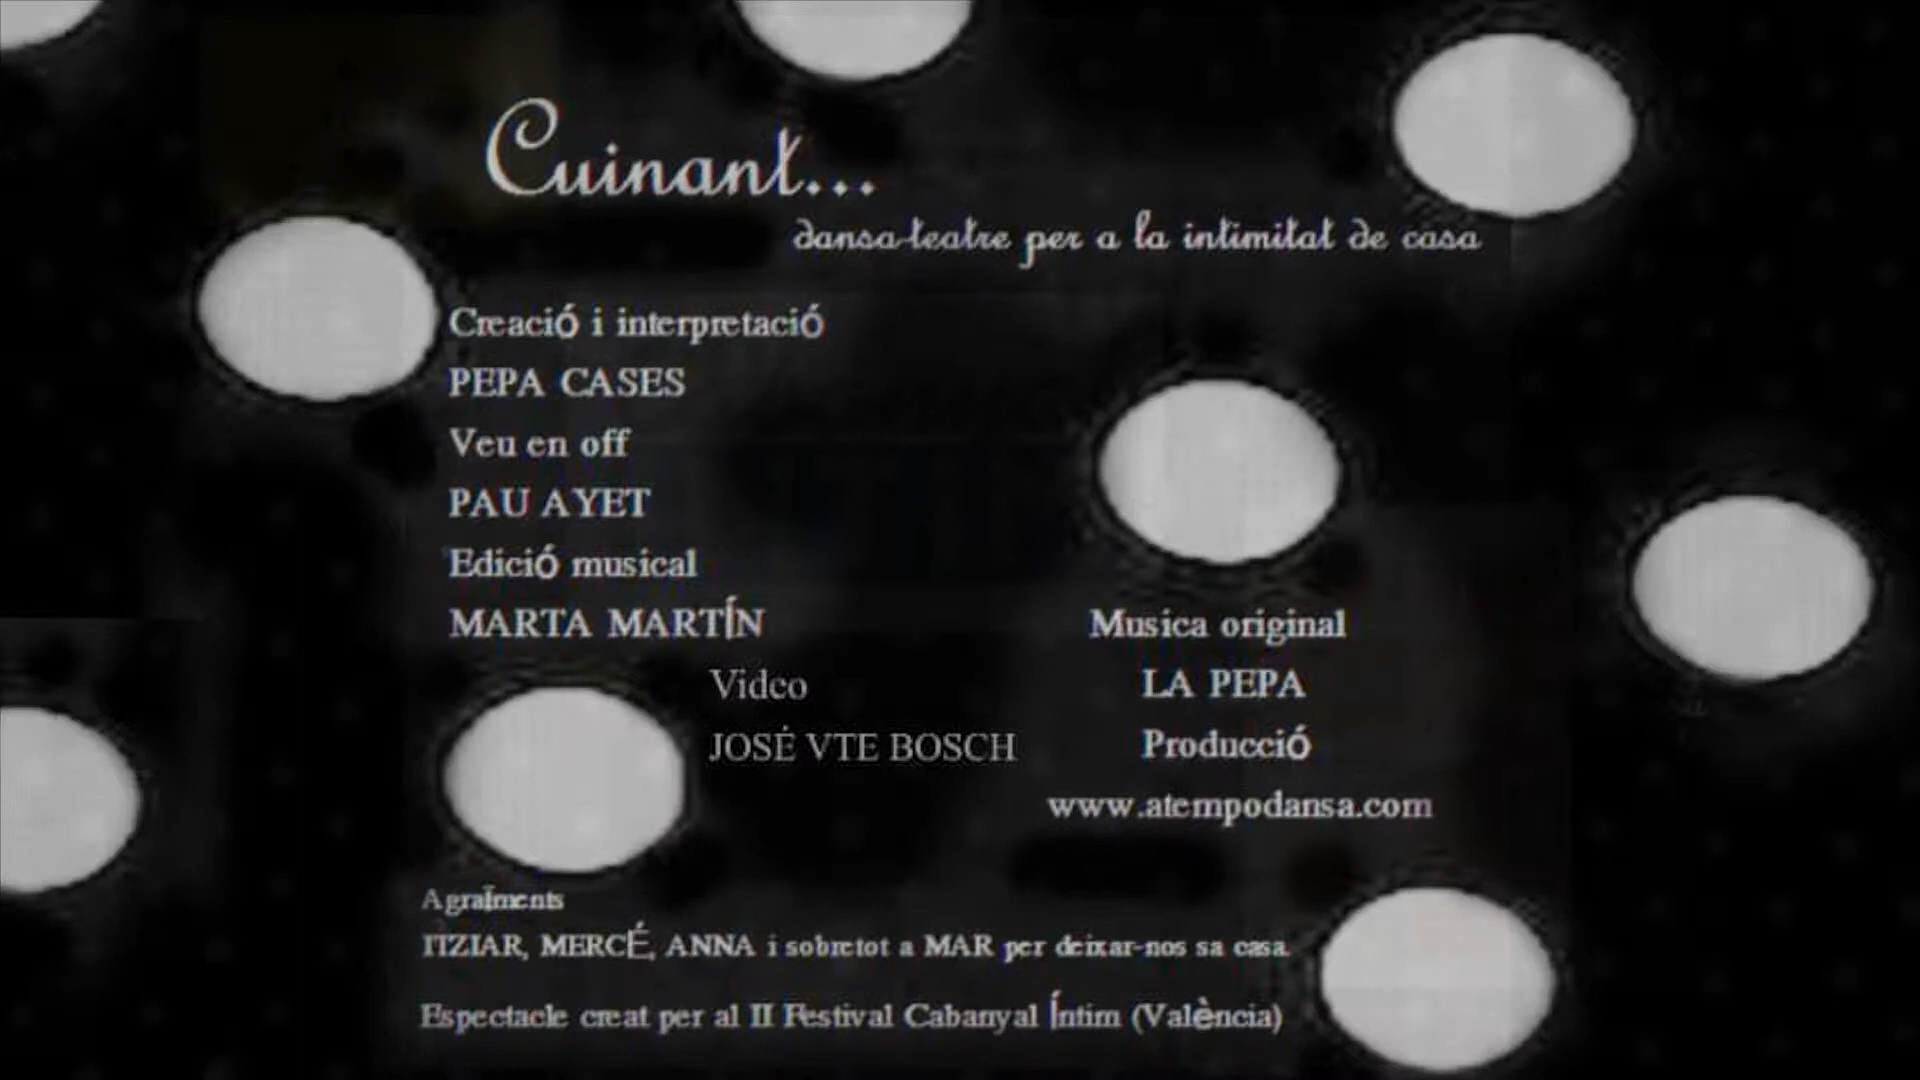 Cuinant...
dansa-teatre per a la intimitat de casa
Creació i interpretació
PEPA CASES
Veu en off
PAU AYET
Edició musical
MARTA MARTÍN
Video
JOSÉ VTE BOSCH
Musica original
LA PEPA
Producció
www.atempodansa.com
Agraïments
ITZIAR, MERCÉ, ANNA i sobretot a MAR per deixar-nos sa casa.
Espectacle creat per al II Festival Cabanyal Íntim (València)